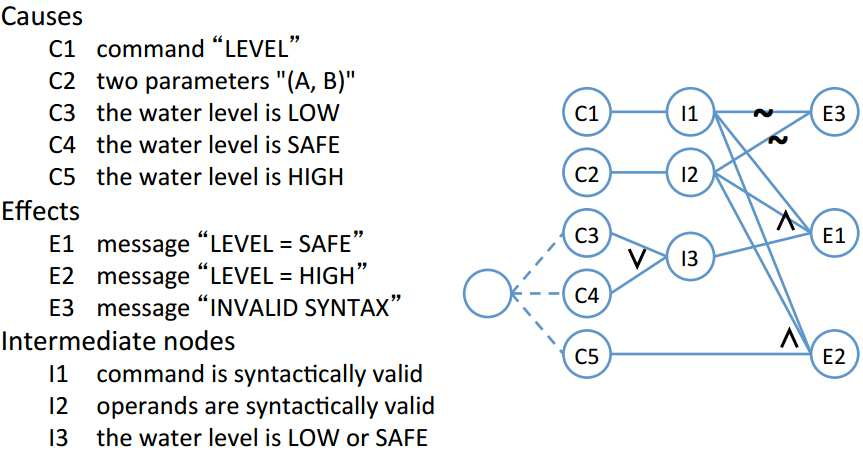 Causes
C1 command “LEVEL”
C2 two parameters "(A, B)"
C3 the water level is LOW
C4 the water level is SAFE
C5 the water level is HIGH
Effects
E1 message “LEVEL = SAFE”
E2 message “LEVEL = HIGH”
E3 message “INVALID SYNTAX”
Intermediate nodes
I1 command is syntactically valid
I2 operands are syntactically valid
I3 the water level is LOW or SAFE
C1 I1 ~ E3
~
C2 I2
C3 ∧ E1
∨ I3
C4
∧
C5 E2